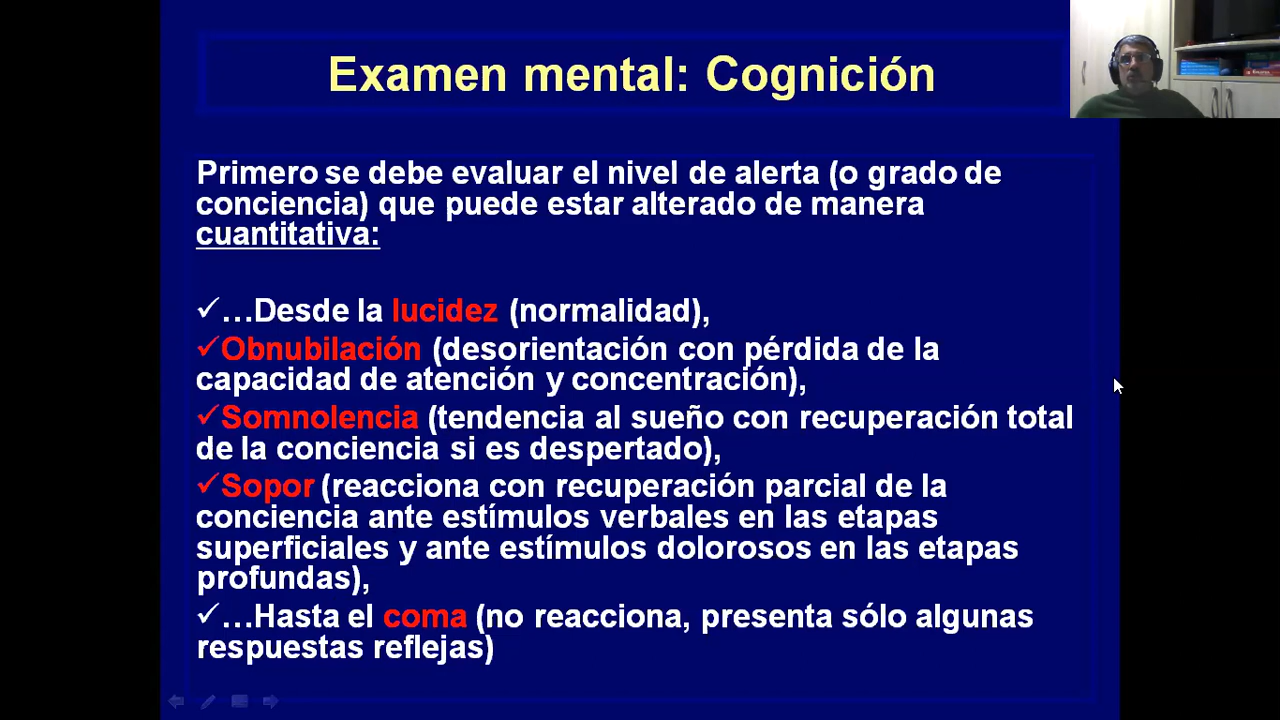 Examen mental: Cognición
Primero se debe evaluar el nivel de alerta (o grado de
conciencia) que puede estar alterado de manera
cuantitativa:
✓…Desde la lucidez (normalidad),
✓Obnubilación (desorientación con pérdida de la
capacidad de atención y concentración),
✓Somnolencia (tendencia al sueño con recuperación total
de la conciencia si es despertado),
✓Sopor (reacciona con recuperación parcial de la
conciencia ante estímulos verbales en las etapas
superficiales y ante estímulos dolorosos en las etapas
profundas),
✓…Hasta el coma (no reacciona, presenta sólo algunas
respuestas reflejas)